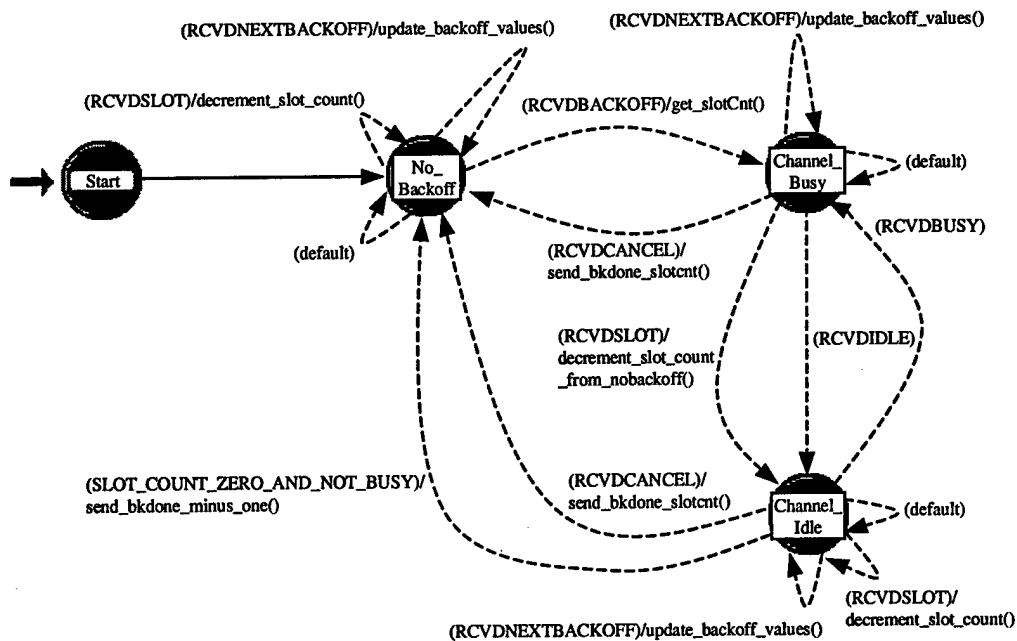 (RCVDNEXTBACKOFF)/update_backoff_values()
(RCVDNEXTBACKOFF)/update_backoff_values()
(RCVDSLOT)/decrement_slot_count()
(RCVDBACKOFF)/get_slotCnt()
Start
No_
Backoff
Channel_
Busy
(default)
(default)
(RCVDCANCEL)/
send_bkdone_slotcnt()
(RCVDBUSY)
(RCVDSLOT)/
decrement_slot_count
_from_nobackoff()
(RCVDIDLE)
(SLOT_COUNT_ZERO_AND_NOT_BUSY)/
send_bkdone_minus_one()
(RCVDCANCEL)/
send_bkdone_slotcnt()
Channel_
Idle
(default)
(RCVDSLOT)/
decrement_slot_count()
(RCVDNEXTBACKOFF)/update_backoff_values()